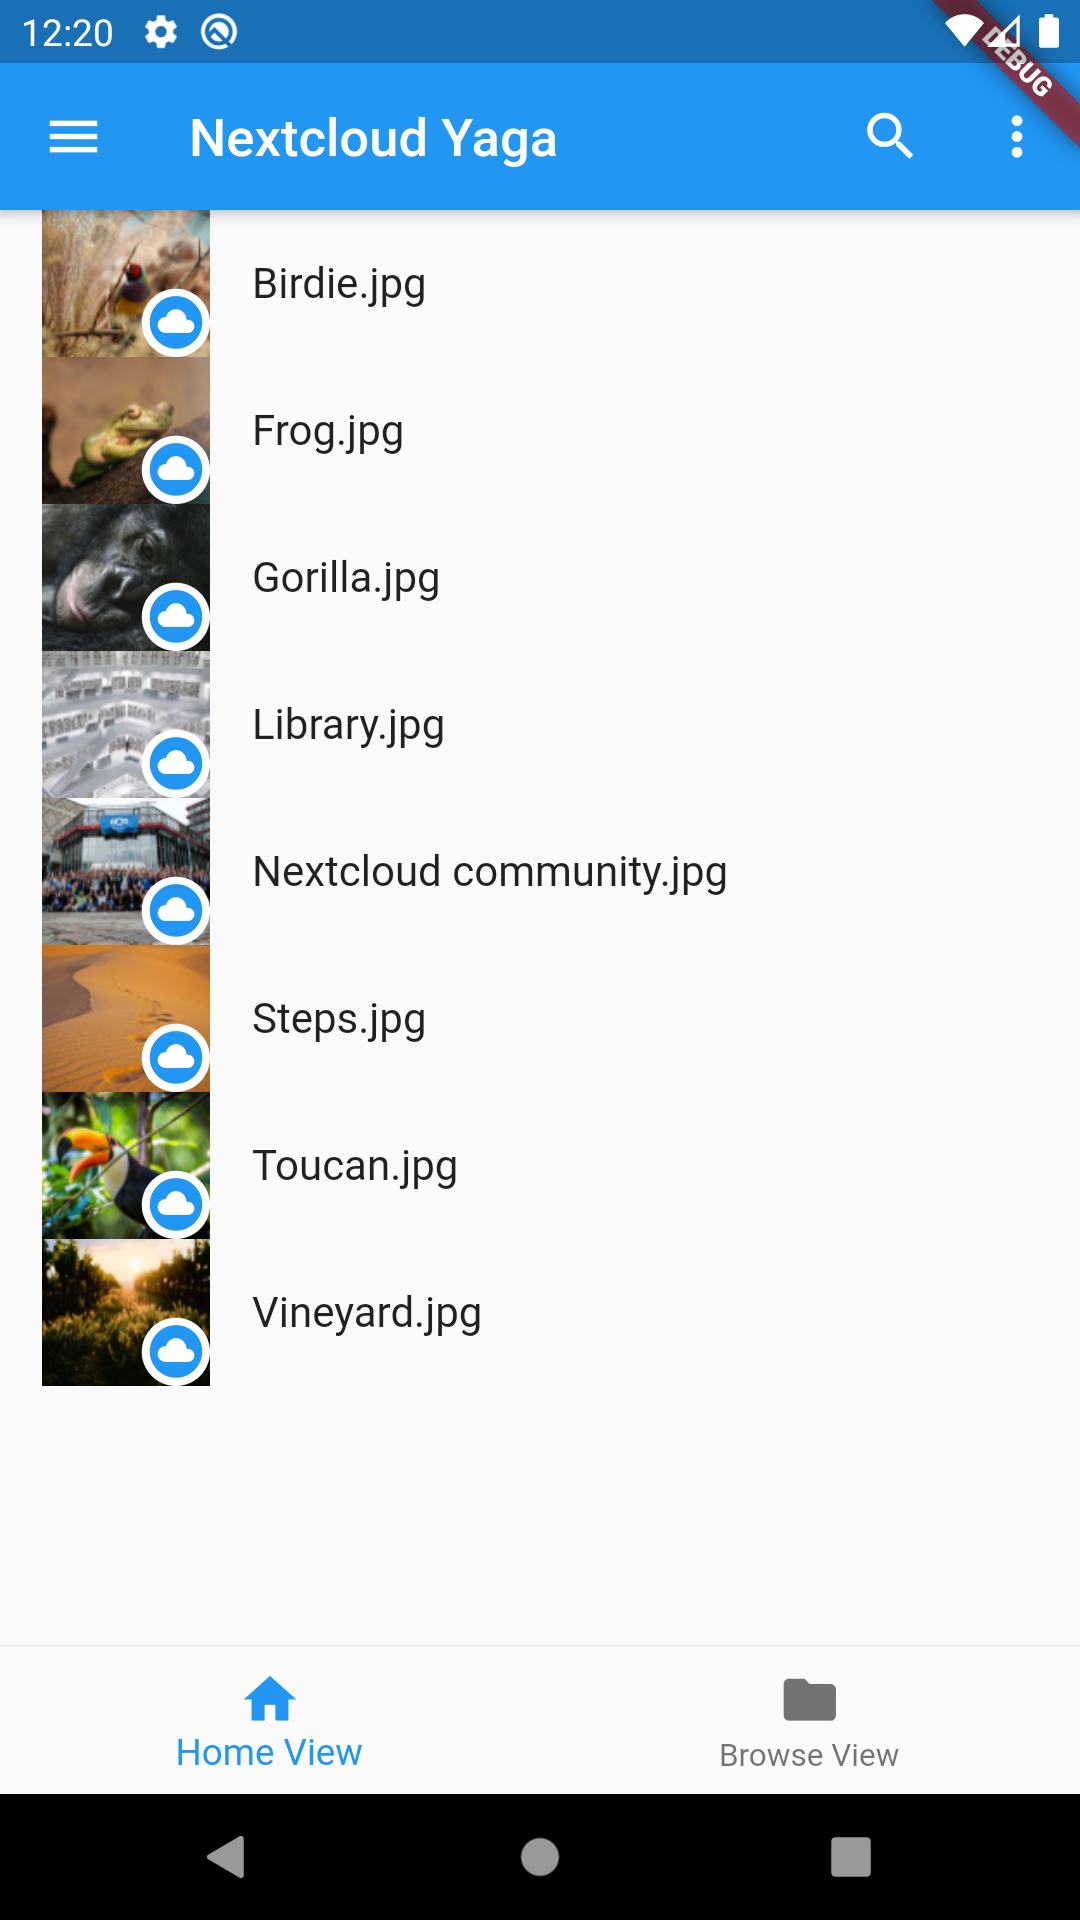 12:20
DEBUG
Nextcloud Yaga
Birdie.jpg
Frog.jpg
Gorilla.jpg
Library.jpg
Nextcloud community.jpg
Steps.jpg
Toucan.jpg
Vineyard.jpg
Home View
Browse View